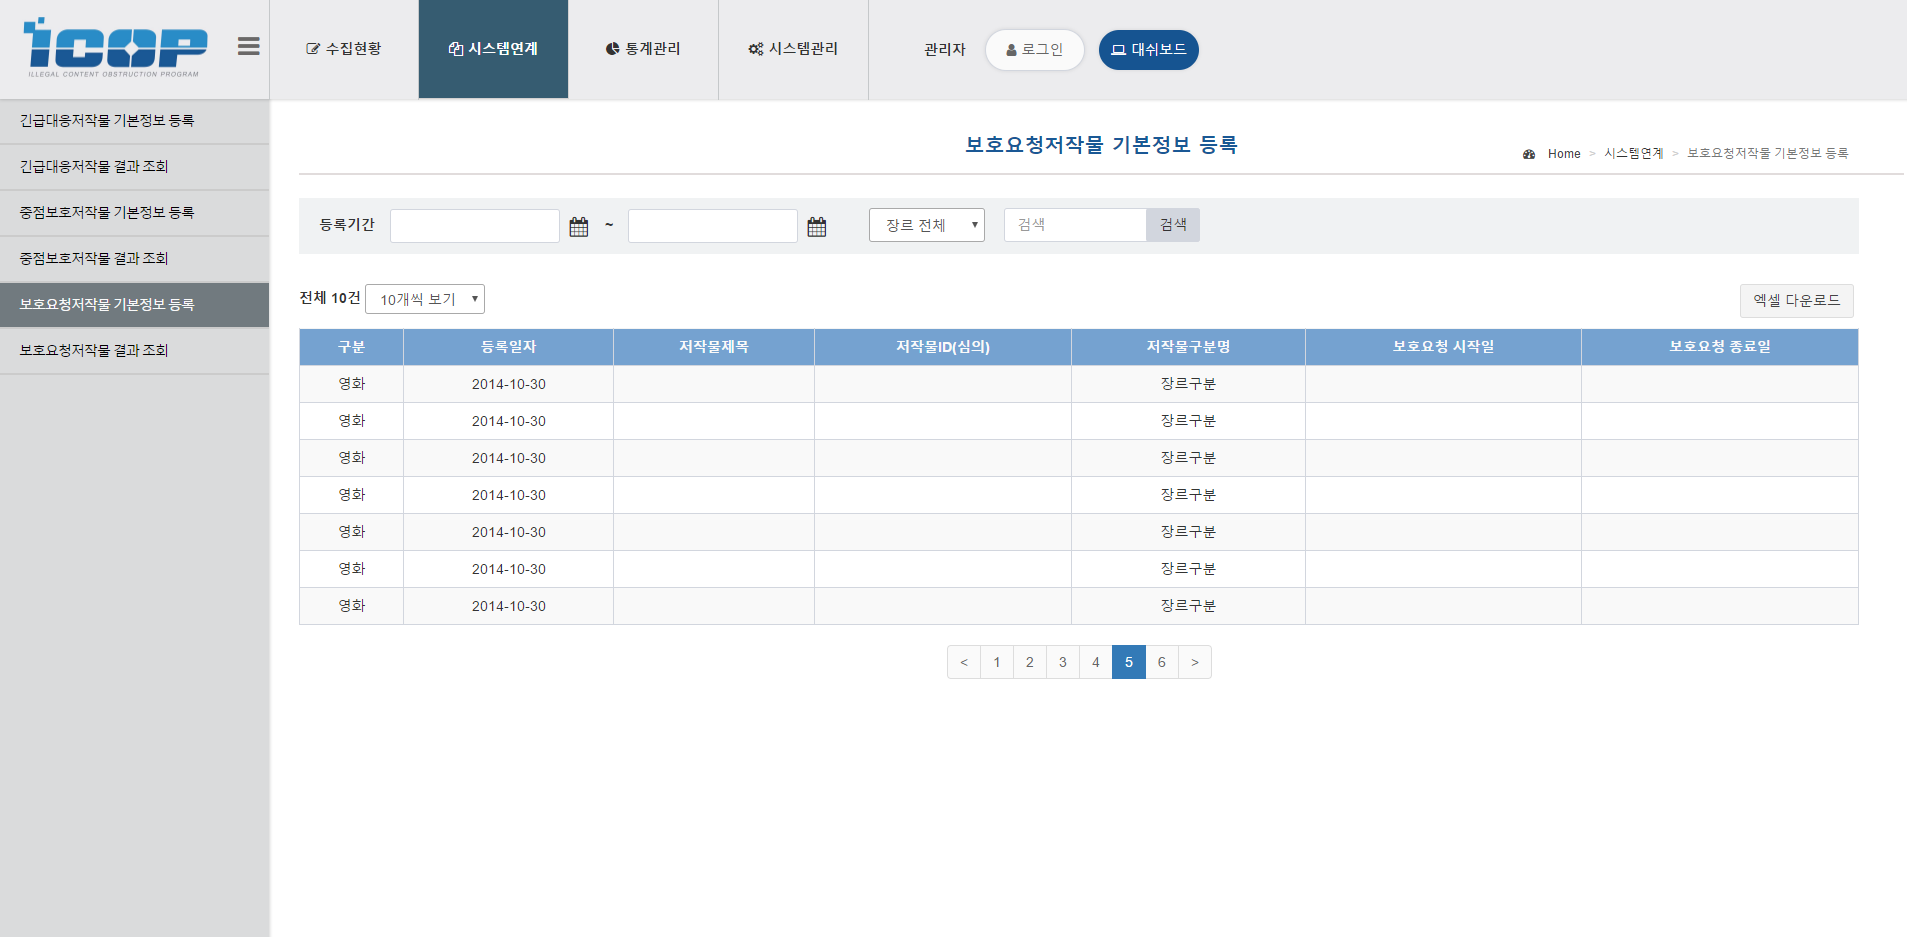 icop
ILLEGAL CONTENT OBSTRUCTION PROGRAM
수집현황
시스템연계
통계관리
시스템관리
관리자
로그인
대쉬보드
긴급대응저작물 기본정보 등록
긴급대응저작물 결과 조회
중점보호저작물 기본정보 등록
중점보호저작물 결과 조회
보호요청저작물 기본정보 등록
보호요청저작물 결과 조회
보호요청저작물 기본정보 등록
Home > 시스템연계 > 보호요청저작물 기본정보 등록
등록기간 ~ 장르 전체 검색 검색
전체 10건 10개씩 보기 엑셀 다운로드
구분 등록일자 저작물제목 저작물ID(심의) 저작물구분명 보호요청 시작일 보호요청 종료일
영화 2014-10-30 장르구분
영화 2014-10-30 장르구분
영화 2014-10-30 장르구분
영화 2014-10-30 장르구분
영화 2014-10-30 장르구분
영화 2014-10-30 장르구분
영화 2014-10-30 장르구분
< 1 2 3 4 5 6 >